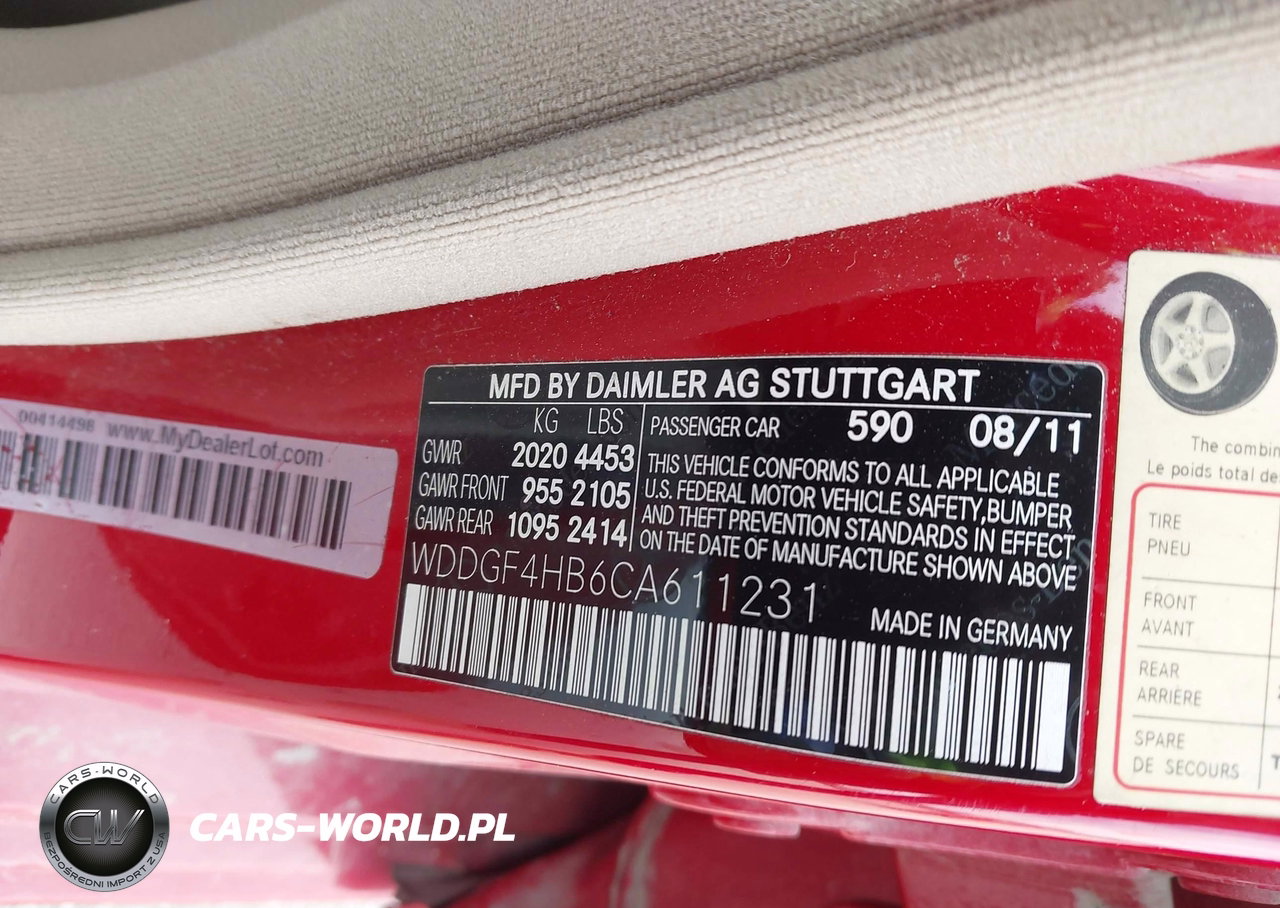 00414498 www.MyDealerLot.com
MFD BY DAIMLER AG STUTTGART
KG LBS
GVWR 2020 4453
GAWR FRONT 955 2105
GAWR REAR 1095 2414
PASSENGER CAR 590 08/11
THIS VEHICLE CONFORMS TO ALL APPLICABLE
U.S. FEDERAL MOTOR VEHICLE SAFETY,BUMPER
AND THEFT PREVENTION STANDARDS IN EFFECT
ON THE DATE OF MANUFACTURE SHOWN ABOVE
WDDGF4HB6CA611231
MADE IN GERMANY
The combin
Le poids total de
TIRE
PNEU
FRONT
AVANT
REAR
ARRIÈRE
SPARE
DE SECOURS
CARS-WORLD
CW
BEZPOŚREDNI IMPORT Z USA
CARS-WORLD.PL